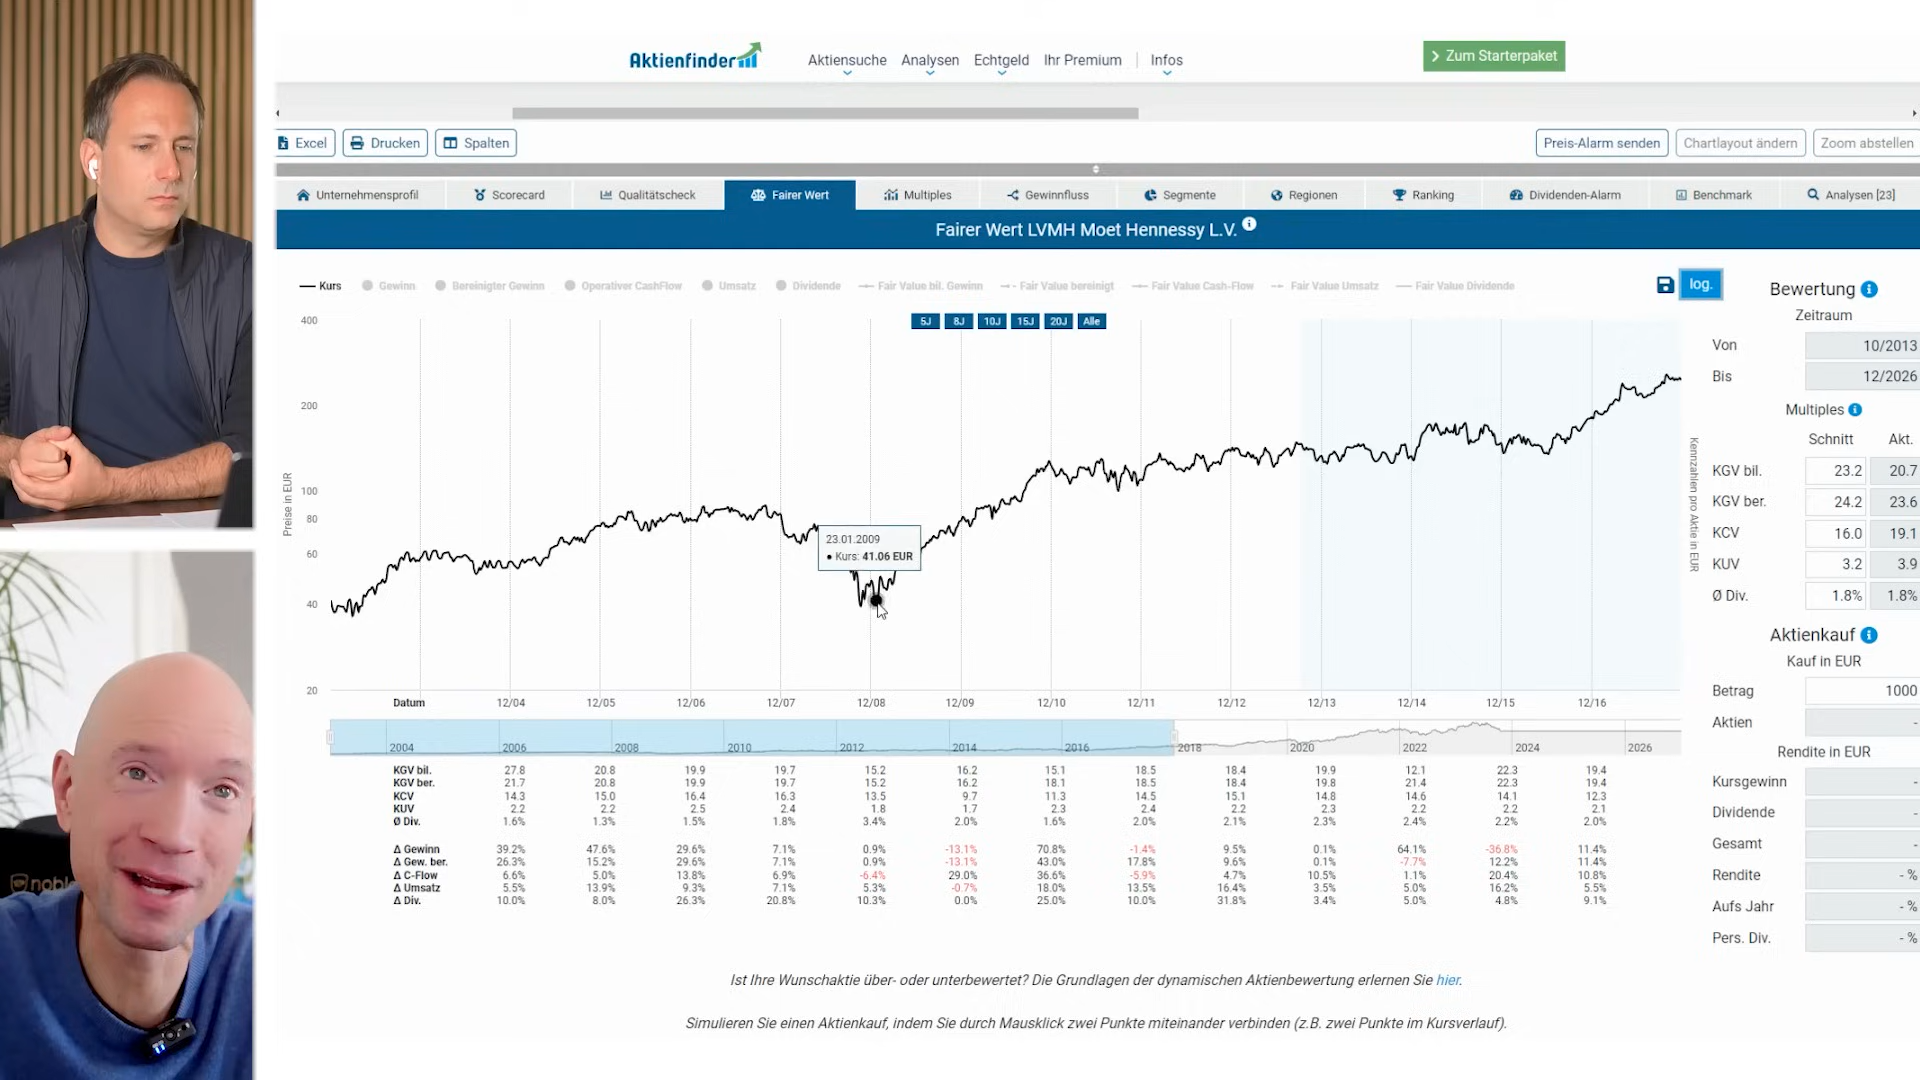 Aktienfinder
Aktiensuche Analysen Echtgeld Ihr Premium Infos
Zum Starterpaket
Excel Drucken Spalten
Preis-Alarm senden Chartlayout ändern Zoom abstellen
Unternehmensprofil Scorecard Qualitätscheck Fairer Wert Multiples Gewinnfluss Segmente Regionen Ranking Dividenden-Alarm Benchmark Analysen [23]
Fairer Wert LVMH Moet Hennessy L.V.
Kurs Gewinn Bereinigter Gewinn Operativer CashFlow Umsatz Dividende Fair Value bil. Gewinn Fair Value bereinigt Fair Value Cash-Flow Fair Value Umsatz Fair Value Dividende
log.
5J 8J 10J 15J 20J Alle
400
200
100
80
60
40
20
Preise in EUR
Kennzahlen pro Aktie in EUR
23.01.2009
Kurs: 41.06 EUR
Datum 12/04 12/05 12/06 12/07 12/08 12/09 12/10 12/11 12/12 12/13 12/14 12/15 12/16
2004 2006 2008 2010 2012 2014 2016 2018 2020 2022 2024 2026
KGV bil. 27.8 20.8 19.9 19.7 15.2 16.2 15.1 18.5 18.4 19.9 12.1 22.3 19.4
KGV ber. 21.7 20.8 19.9 19.7 15.2 16.2 18.1 18.5 18.4 19.8 21.4 22.3 19.4
KCV 14.3 15.0 16.4 16.3 13.5 9.7 11.3 14.5 15.1 14.8 14.6 14.1 12.3
KUV 2.2 2.2 2.5 2.4 1.8 1.7 2.3 2.4 2.2 2.3 2.2 2.2 2.1
Ø Div. 1.6% 1.3% 1.5% 1.8% 3.4% 2.0% 1.6% 2.0% 2.1% 2.3% 2.4% 2.2% 2.0%
Δ Gewinn 39.2% 47.6% 29.6% 7.1% 0.9% -13.1% 70.8% -1.4% 9.5% 0.1% 64.1% -36.8% 11.4%
Δ Gew. ber. 26.3% 15.2% 29.6% 7.1% 0.9% -13.1% 43.0% 17.8% 9.6% 0.1% -7.7% 12.2% 11.4%
Δ C-Flow 6.6% 5.0% 13.8% 6.9% -6.4% 29.0% 36.6% -5.9% 4.7% 10.5% 1.1% 20.4% 10.8%
Δ Umsatz 5.5% 13.9% 9.3% 7.1% 5.3% -0.7% 18.0% 13.5% 16.4% 3.5% 5.0% 16.2% 5.5%
Δ Div. 10.0% 8.0% 26.3% 20.8% 10.3% 0.0% 25.0% 10.0% 31.8% 3.4% 5.0% 4.8% 9.1%
Ist Ihre Wunschaktie über- oder unterbewertet? Die Grundlagen der dynamischen Aktienbewertung erlernen Sie hier.
Simulieren Sie einen Aktienkauf, indem Sie durch Mausklick zwei Punkte miteinander verbinden (z.B. zwei Punkte im Kursverlauf).
Bewertung
Zeitraum
Von 10/2013
Bis 12/2026
Multiples
Schnitt Akt.
KGV bil. 23.2 20.7
KGV ber. 24.2 23.6
KCV 16.0 19.1
KUV 3.2 3.9
Ø Div. 1.8% 1.8%
Aktienkauf
Kauf in EUR
Betrag 1000
Aktien -
Rendite in EUR
Kursgewinn -
Dividende -
Gesamt -
Rendite - %
Aufs Jahr - %
Pers. Div. - %